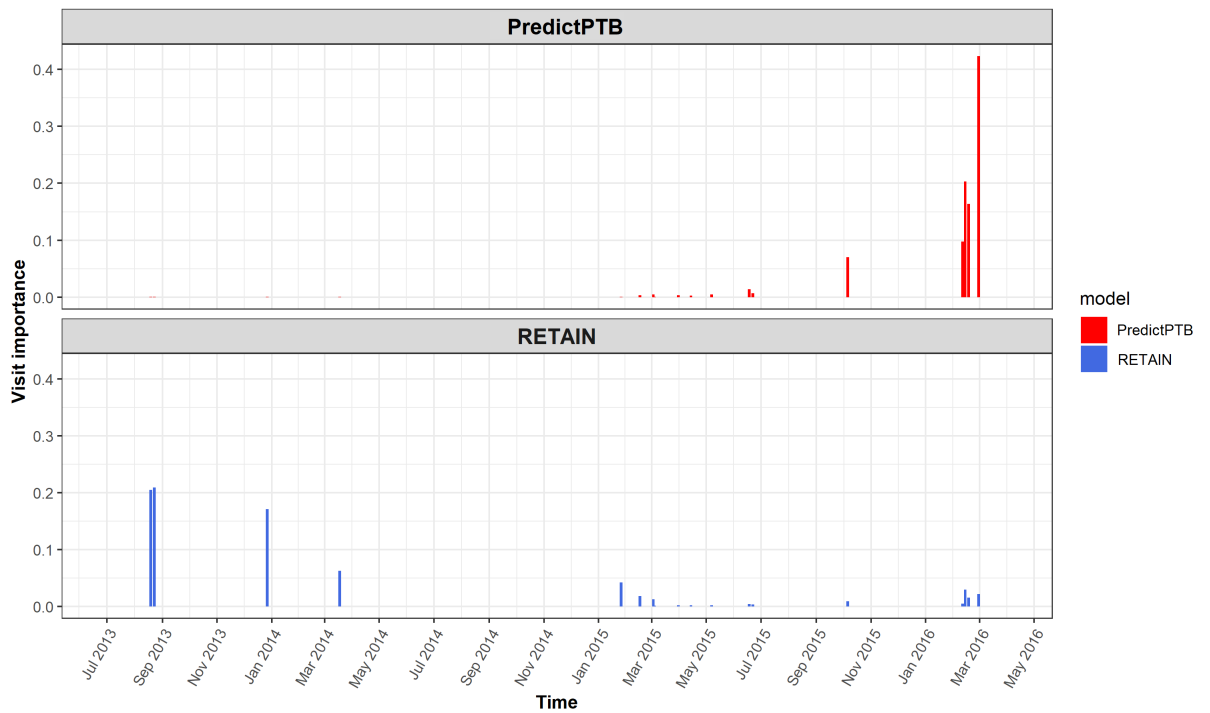 PredictPTB
0.4
0.3
0.2
0.1
0.0
Visit importance
RETAIN
0.4
0.3
0.2
0.1
0.0
Jul 2013
Sep 2013
Nov 2013
Jan 2014
Mar 2014
May 2014
Jul 2014
Sep 2014
Nov 2014
Jan 2015
Mar 2015
May 2015
Jul 2015
Sep 2015
Nov 2015
Jan 2016
Mar 2016
May 2016
Time
model
PredictPTB
RETAIN